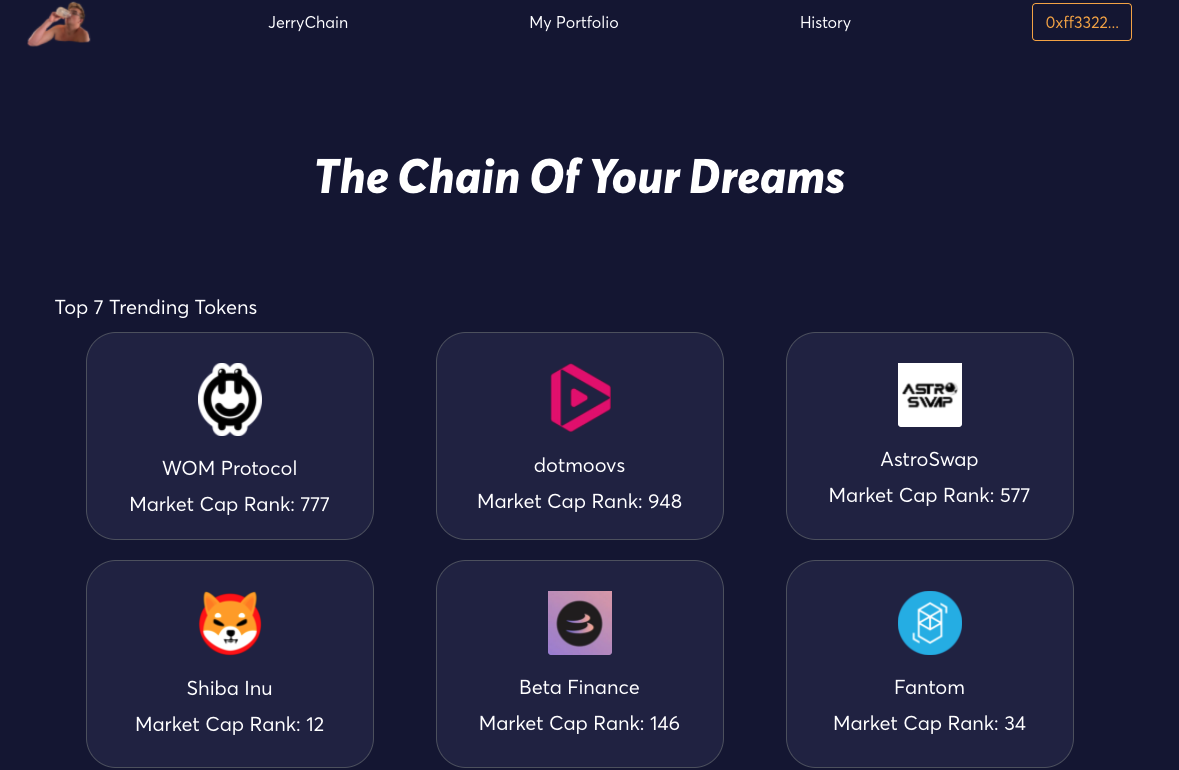 JerryChain
My Portfolio
History
0xff3322...
The Chain Of Your Dreams
Top 7 Trending Tokens
WOM Protocol
Market Cap Rank: 777
dotmoovs
Market Cap Rank: 948
ASTRO
SWAP
AstroSwap
Market Cap Rank: 577
Shiba Inu
Market Cap Rank: 12
Beta Finance
Market Cap Rank: 146
Fantom
Market Cap Rank: 34